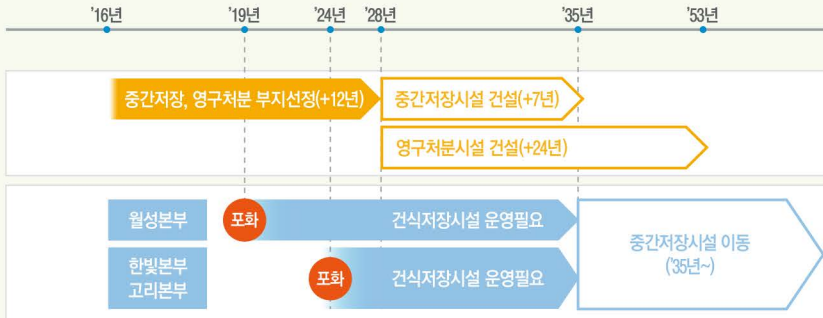 '16년 '19년 '24년 '28년 '35년 '53년
중간저장, 영구처분 부지선정(+12년) 중간저장시설 건설(+7년)
영구처분시설 건설(+24년)
월성본부 포화 건식저장시설 운영필요
한빛본부
고리본부
포화 건식저장시설 운영필요
중간저장시설 이동
('35년~)